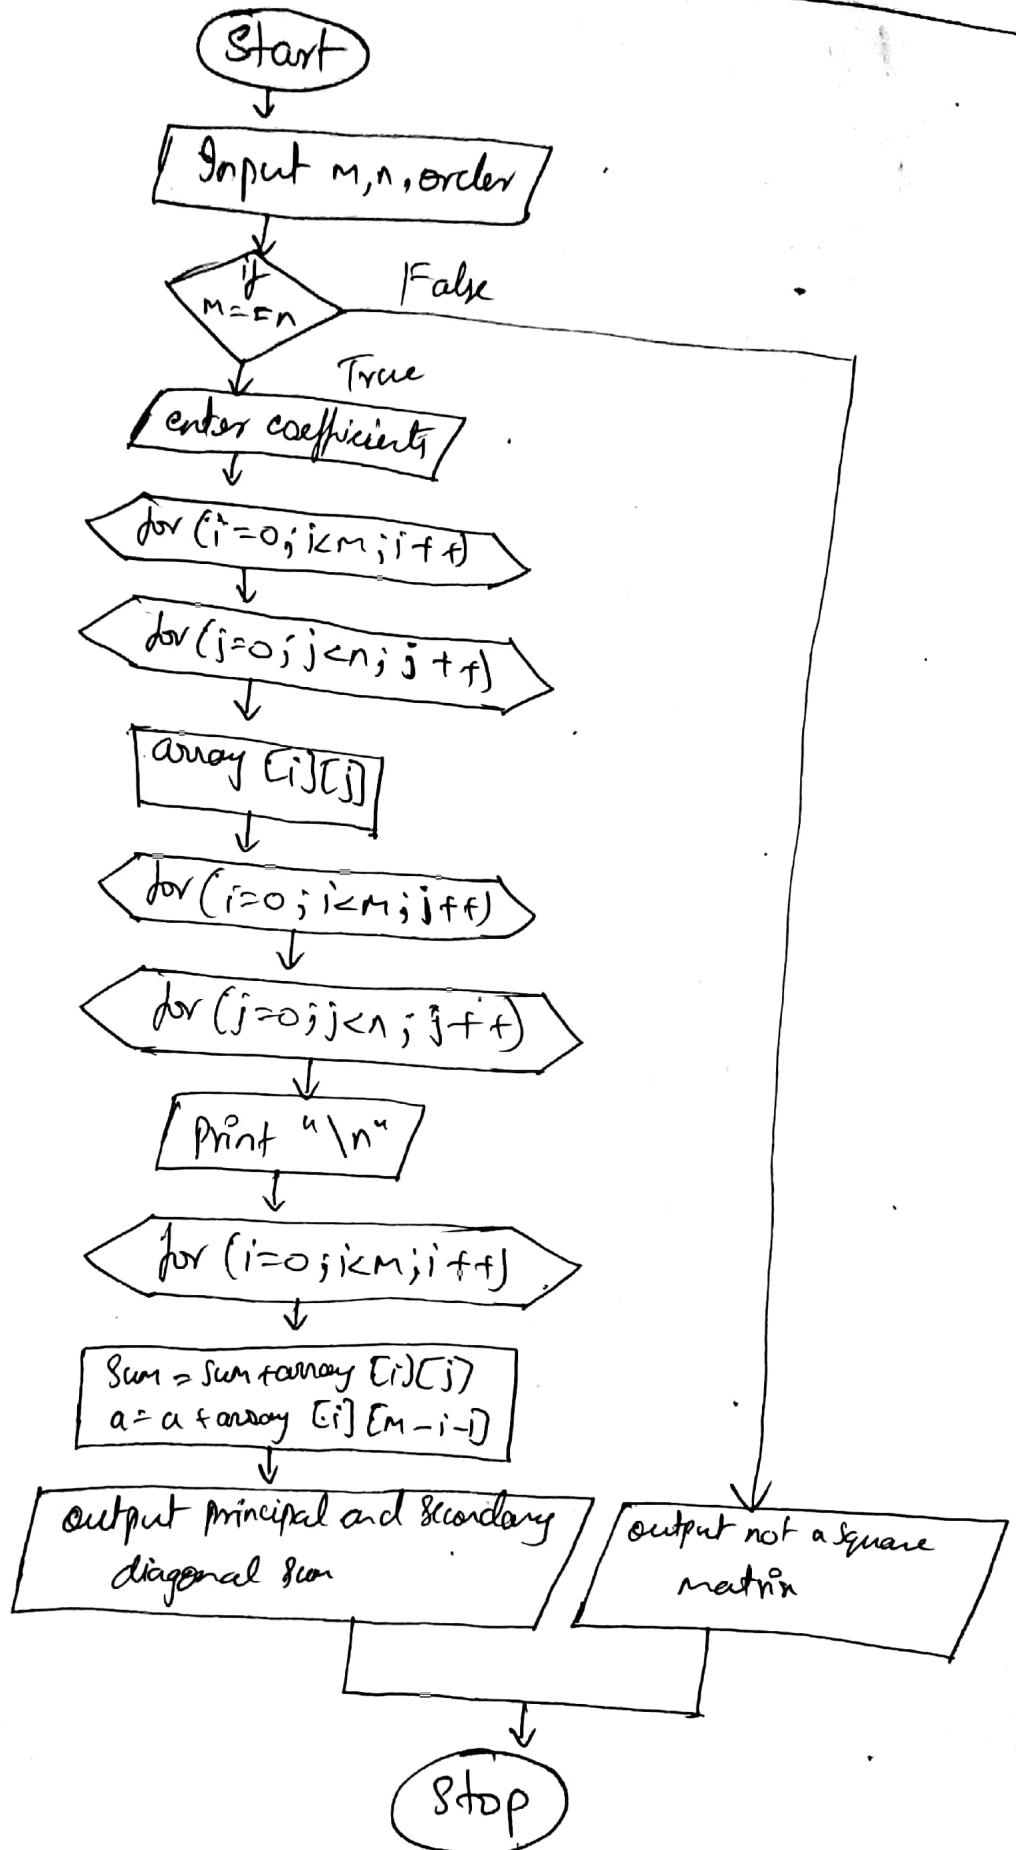 Start
Input m,n, order
if
m==n
False
True
enter coefficients
for (i=0; i<m; i++)
for (j=0; j<n; j++)
array [i][j]
for (i=0; i<m; j++)
for (j=0; j<n; j++)
Print "\n"
for (i=0; i<m; i++)
Sum = Sum + array [i][j]
a = a + array [i] [m-i-1]
output principal and secondary
diagonal sum
output not a square
matrix
Stop